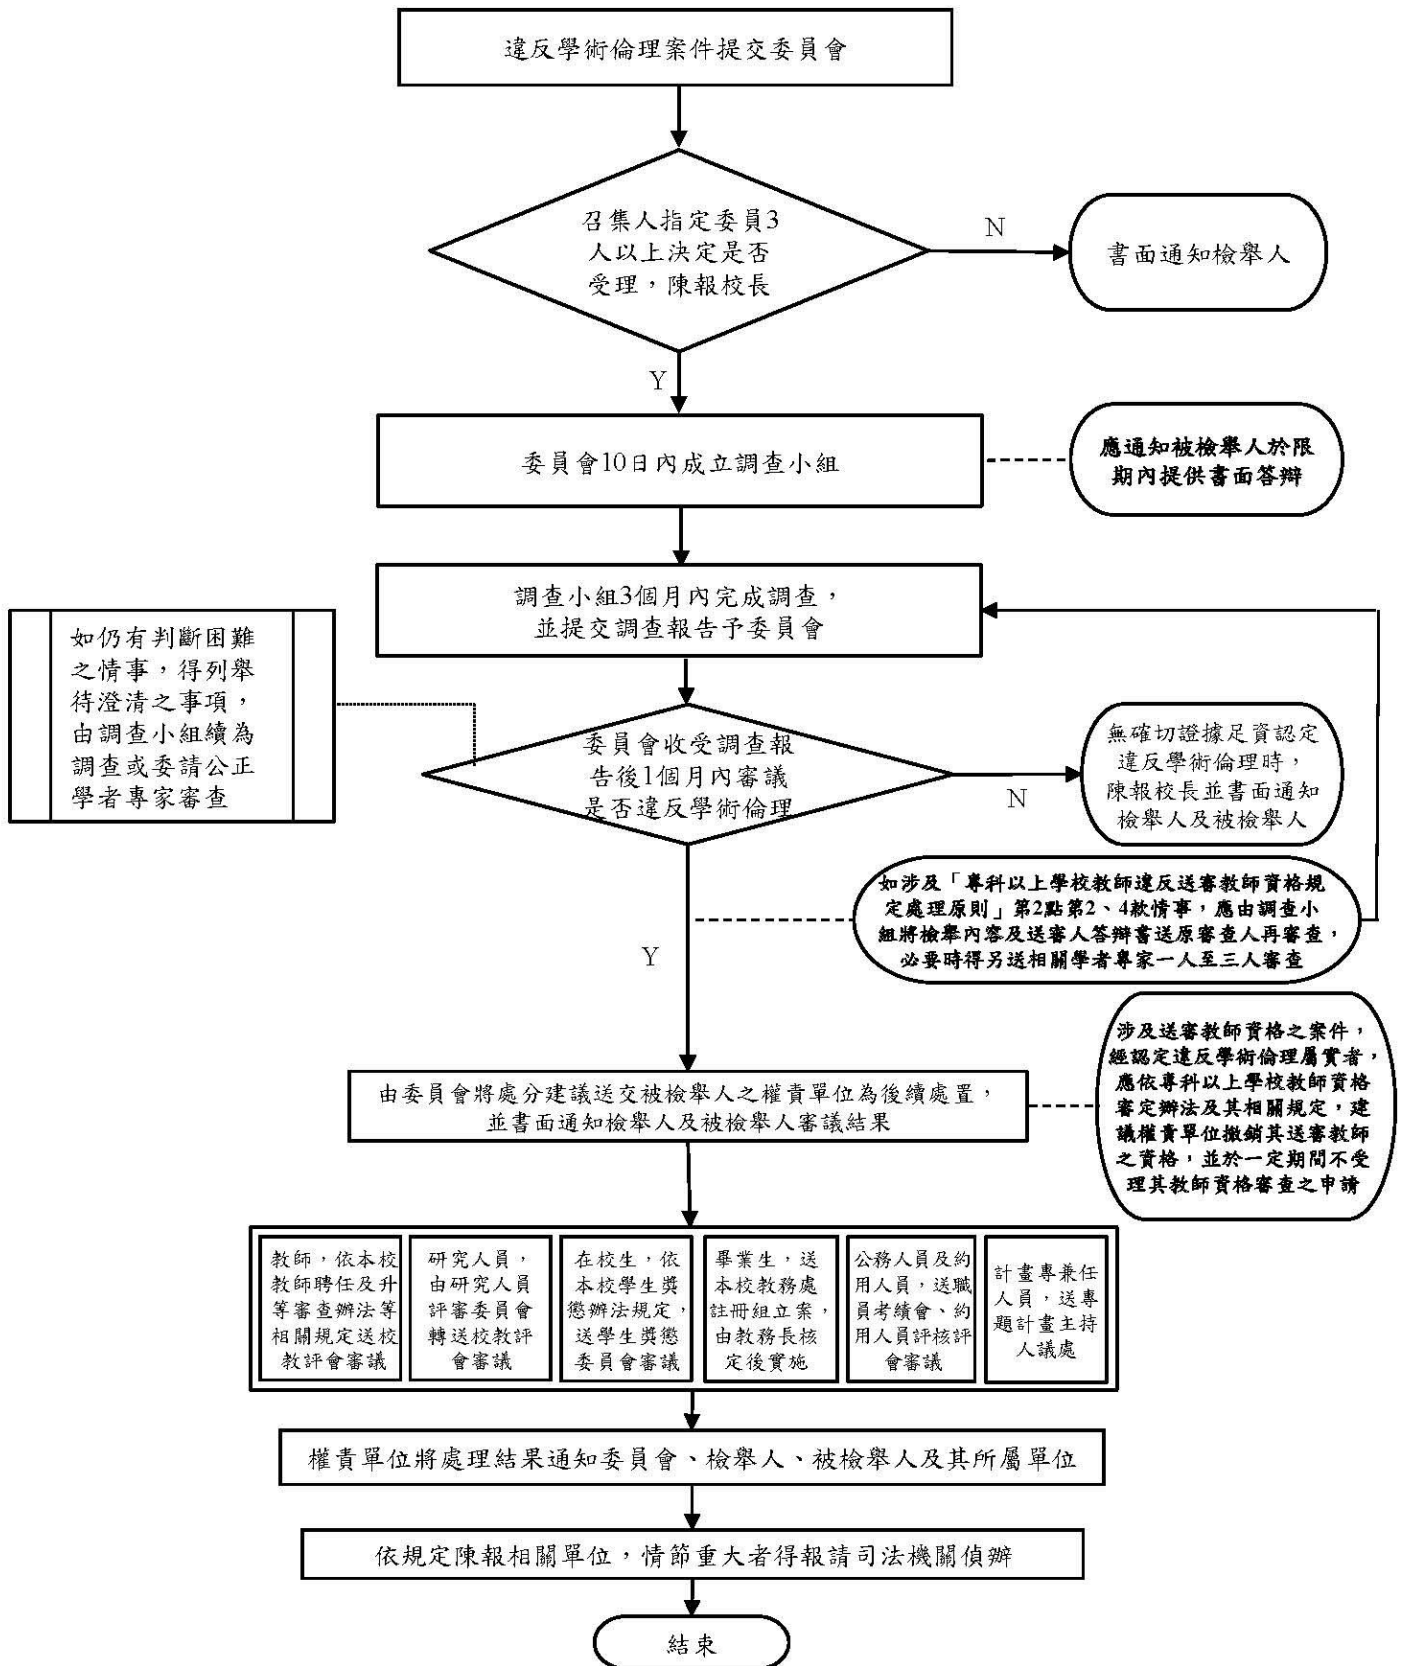 違反學術倫理案件提交委員會
召集人指定委員3
人以上決定是否
受理，陳報校長
N
書面通知檢舉人
Y
委員會10日內成立調查小組
應通知被檢舉人於限
期內提供書面答辯
調查小組3個月內完成調查，
並提交調查報告予委員會
如仍有判斷困難
之情事，得列舉
待澄清之事項，
由調查小組續為
調查或委請公正
學者專家審查
委員會收受調查報
告後1個月內審議
是否違反學術倫理
N
無確切證據足資認定
違反學術倫理時，
陳報校長並書面通知
檢舉人及被檢舉人
如涉及「專科以上學校教師違反送審教師資格規
定處理原則」第2點第2、4款情事，應由調查小
組將檢舉內容及送審人答辯書送原審查人再審查，
必要時得另送相關學者專家一人至三人審查
Y
涉及送審教師資格之案件，
經認定違反學術倫理屬實者，
應依專科以上學校教師資格
審定辦法及其相關規定，建
議權責單位撤銷其送審教師
之資格，並於一定期間不受
理其教師資格審查之申請
由委員會將處分建議送交被檢舉人之權責單位為後續處置，
並書面通知檢舉人及被檢舉人審議結果
教師，依本校
教師聘任及升
等審查辦法等
相關規定送校
教評會審議
研究人員，
由研究人員
評審委員會
轉送校教評
會審議
在校生，依
本校學生獎
懲辦法規定，
送學生獎懲
委員會審議
畢業生，送
本校教務處
註冊組立案，
由教務長核
定後實施
公務人員及約
用人員，送職
員考績會、約
用人員評核評
會審議
計畫專兼任
人員，送專
題計畫主持
人議處
權責單位將處理結果通知委員會、檢舉人、被檢舉人及其所屬單位
依規定陳報相關單位，情節重大者得報請司法機關偵辦
結束